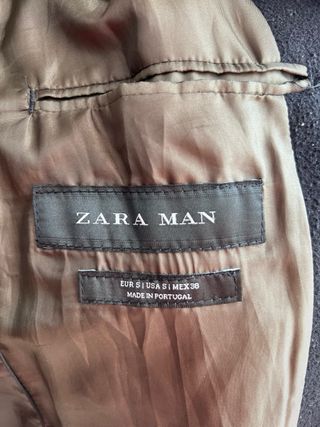 ZARA MAN
EUR S | USA S | MEX 38
MADE IN PORTUGAL